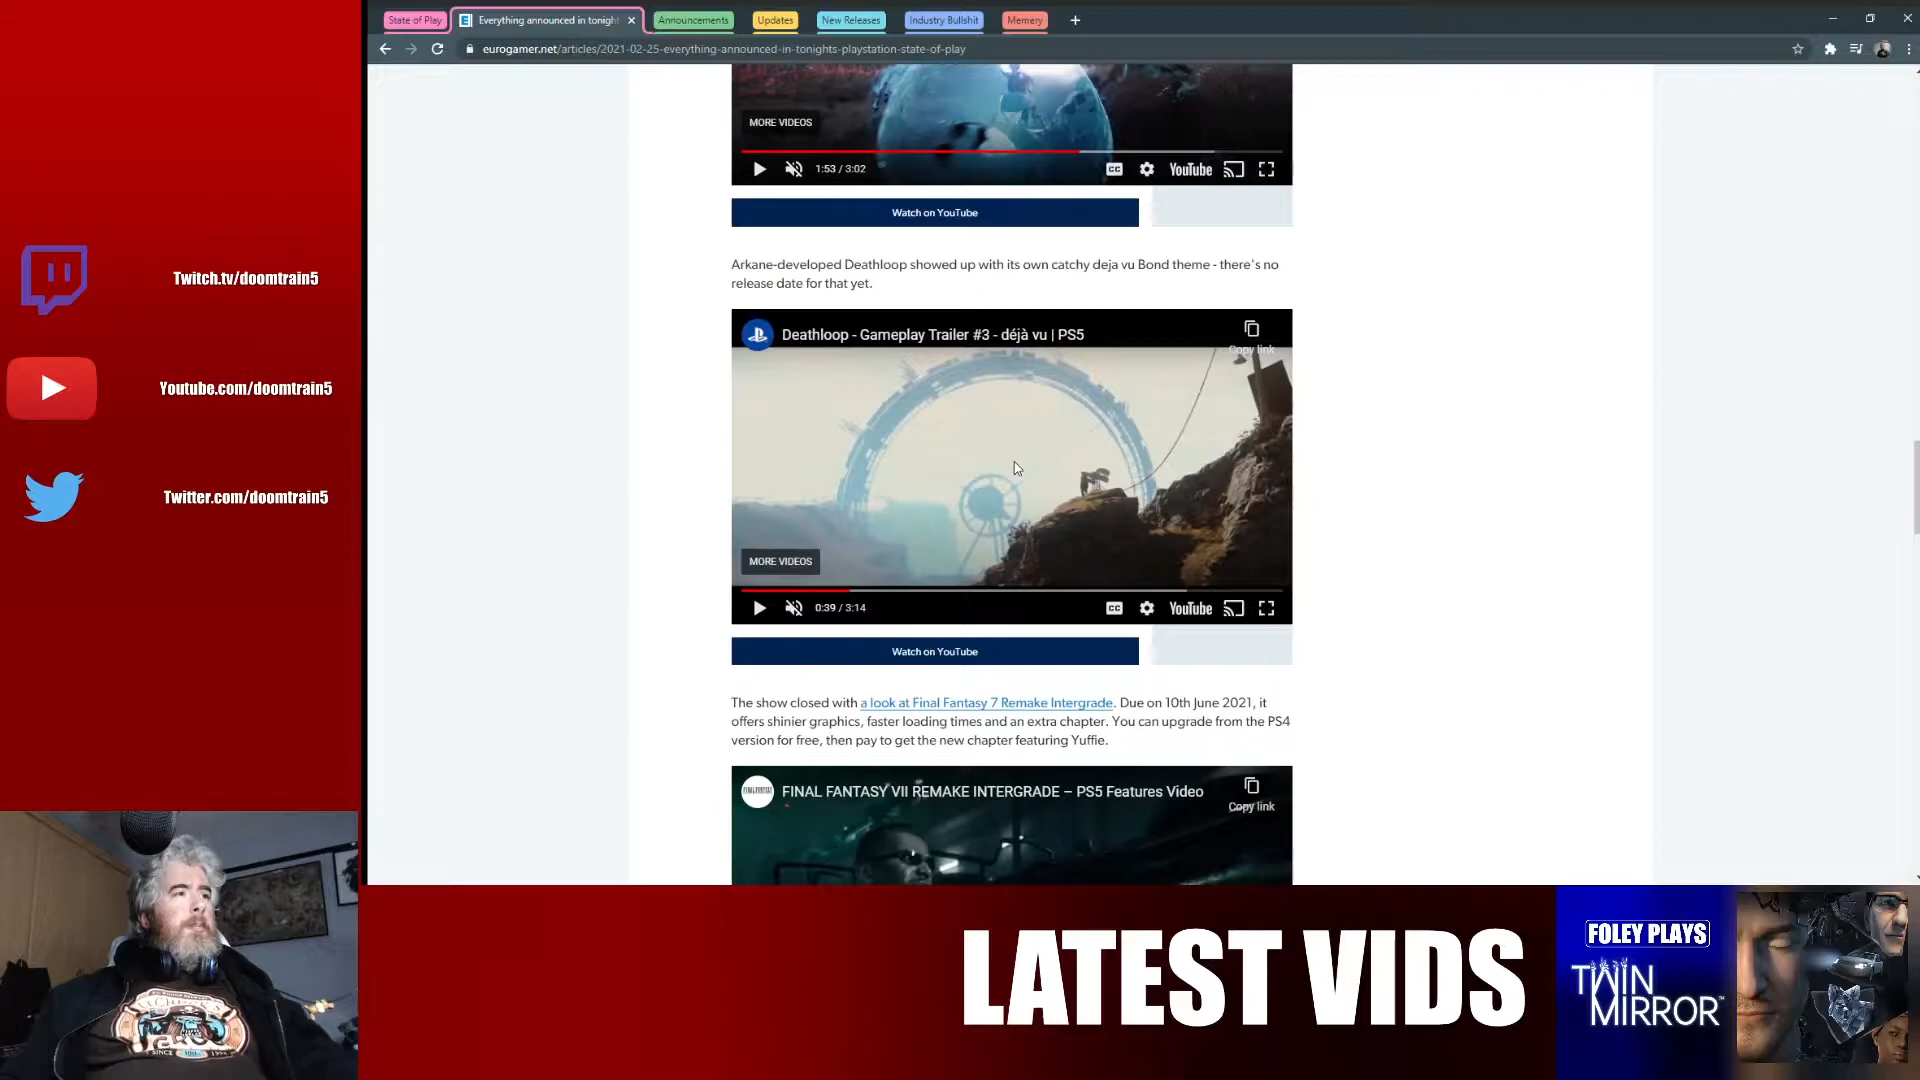 State of Play
Everything announced in tonigh
Announcements
Updates
New Releases
Industry Bullshit
Memery
eurogamer.net/articles/2021-02-25-everything-announced-in-tonights-playstation-state-of-play
MORE VIDEOS
1:53 / 3:02
CC
YouTube
Watch on YouTube
Arkane-developed Deathloop showed up with its own catchy deja vu Bond theme - there's no
release date for that yet.
Deathloop - Gameplay Trailer #3 - déjà vu | PS5
Copy link
MORE VIDEOS
0:39 / 3:14
CC
YouTube
Watch on YouTube
The show closed with a look at Final Fantasy 7 Remake Intergrade. Due on 10th June 2021, it
offers shinier graphics, faster loading times and an extra chapter. You can upgrade from the PS4
version for free, then pay to get the new chapter featuring Yuffie.
FINAL FANTASY VII REMAKE INTERGRADE – PS5 Features Video
Copy link
Twitch.tv/doomtrain5
Youtube.com/doomtrain5
Twitter.com/doomtrain5
LATEST VIDS
FOLEY PLAYS
TWIN
MIRROR™